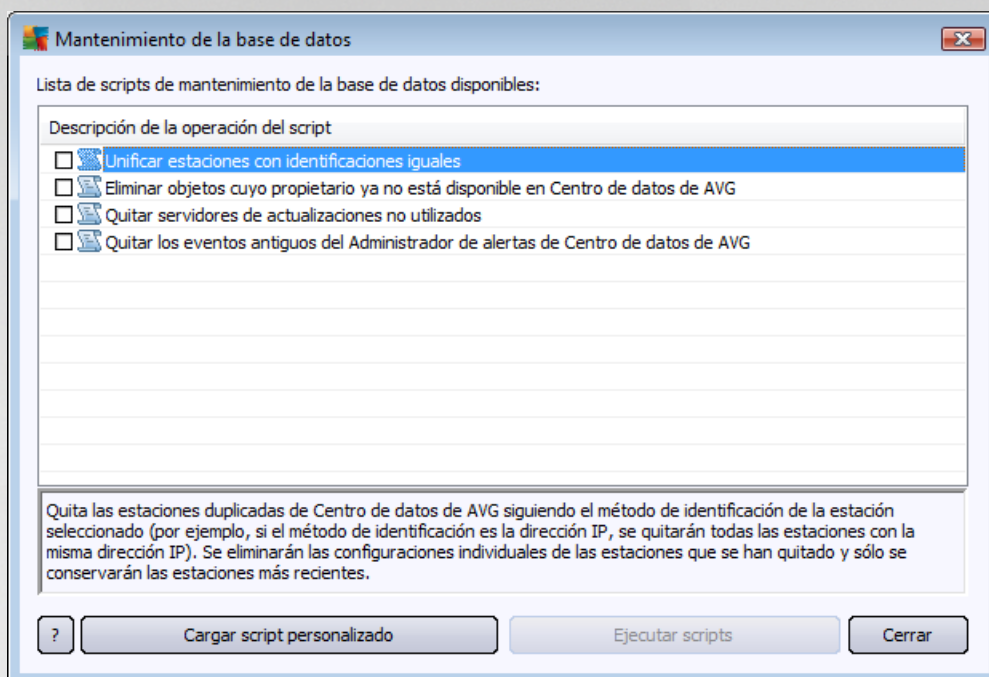 Mantenimiento de la base de datos
Lista de scripts de mantenimiento de la base de datos disponibles:
Descripción de la operación del script
Unificar estaciones con identificaciones iguales
Eliminar objetos cuyo propietario ya no está disponible en Centro de datos de AVG
Quitar servidores de actualizaciones no utilizados
Quitar los eventos antiguos del Administrador de alertas de Centro de datos de AVG
Quita las estaciones duplicadas de Centro de datos de AVG siguiendo el método de identificación de la estación
seleccionado (por ejemplo, si el método de identificación es la dirección IP, se quitarán todas las estaciones con la
misma dirección IP). Se eliminarán las configuraciones individuales de las estaciones que se han quitado y sólo se
conservarán las estaciones más recientes.
? Cargar script personalizado Ejecutar scripts Cerrar